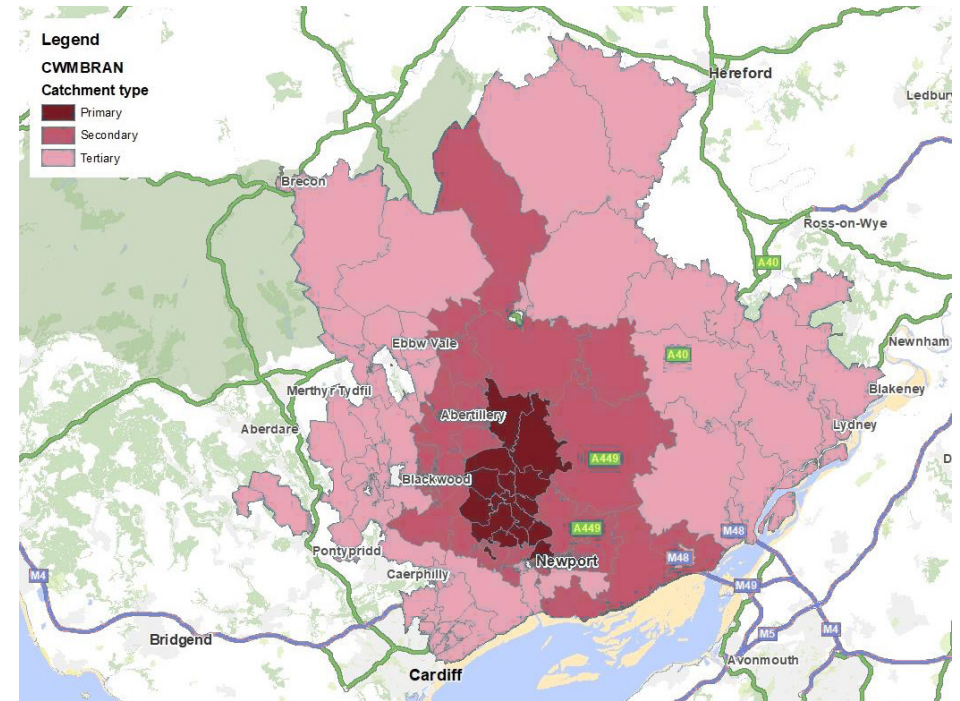 Legend
CWMBRAN
Catchment type
Primary
Secondary
Tertiary
Hereford
Ledbury
Brecon
Ross-on-Wye
A40
Ebbw Vale
A40
Newnham
Merthyr Tydfil
Blakeney
Abertillery
Aberdare
Lydney
A449
D
Blackwood
A449
M48
Pontypridd
Newport
M48
Caerphilly
M4
M49
M5
M4
Bridgend
Avonmouth
Cardiff